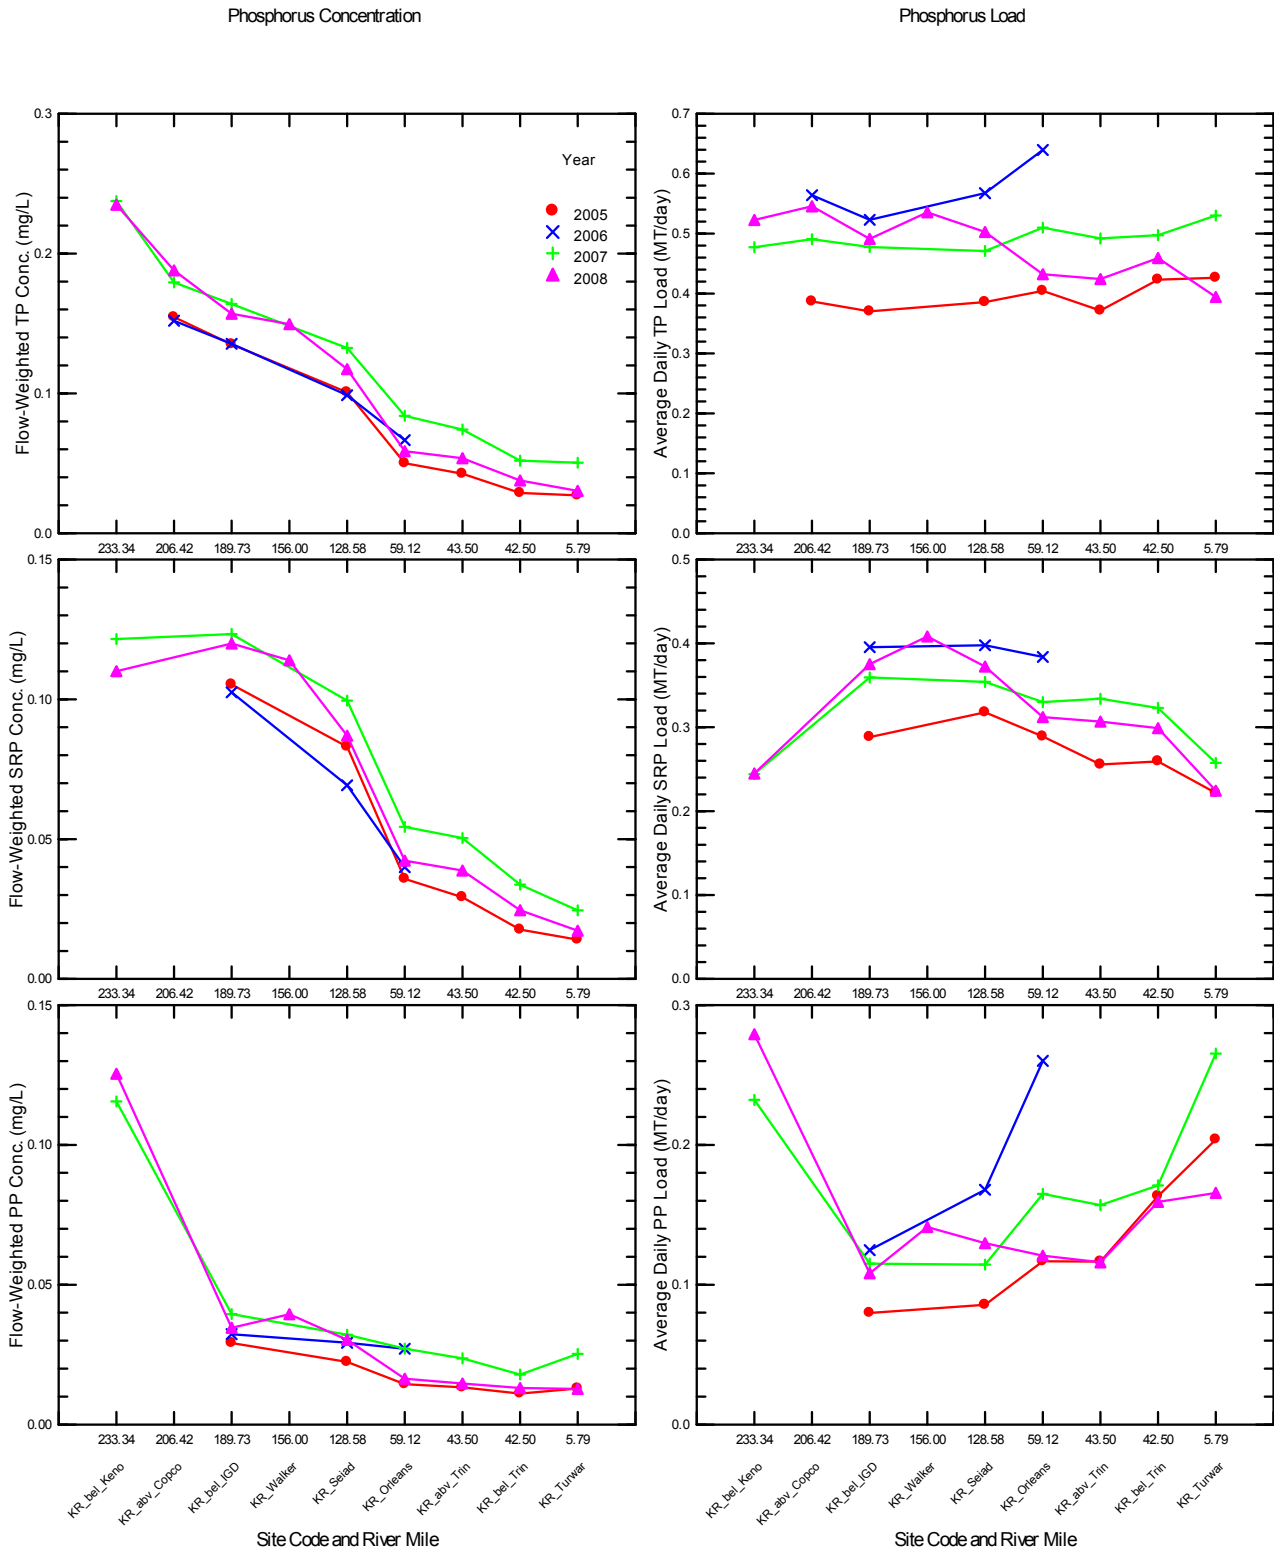 Phosphorus Concentration
Phosphorus Load
Flow-Weighted TP Conc. (mg/L)
0.3
0.2
0.1
0.0
Year
2005
2006
2007
2008
233.34 206.42 189.73 156.00 128.58 59.12 43.50 42.50 5.79
Average Daily TP Load (MT/day)
0.7
0.6
0.5
0.4
0.3
0.2
0.1
0.0
233.34 206.42 189.73 156.00 128.58 59.12 43.50 42.50 5.79
Flow-Weighted SRP Conc. (mg/L)
0.15
0.10
0.05
0.00
233.34 206.42 189.73 156.00 128.58 59.12 43.50 42.50 5.79
Average Daily SRP Load (MT/day)
0.5
0.4
0.3
0.2
0.1
0.0
233.34 206.42 189.73 156.00 128.58 59.12 43.50 42.50 5.79
Flow-Weighted PP Conc. (mg/L)
0.15
0.10
0.05
0.00
233.34 206.42 189.73 156.00 128.58 59.12 43.50 42.50 5.79
KR_bel_Keno KR_abv_Copco KR_bel_IGD KR_Walker KR_Seiad KR_Orleans KR_abv_Trin KR_bel_Trin KR_Turwar
Site Code and River Mile
Average Daily PP Load (MT/day)
0.3
0.2
0.1
0.0
233.34 206.42 189.73 156.00 128.58 59.12 43.50 42.50 5.79
KR_bel_Keno KR_abv_Copco KR_bel_IGD KR_Walker KR_Seiad KR_Orleans KR_abv_Trin KR_bel_Trin KR_Turwar
Site Code and River Mile